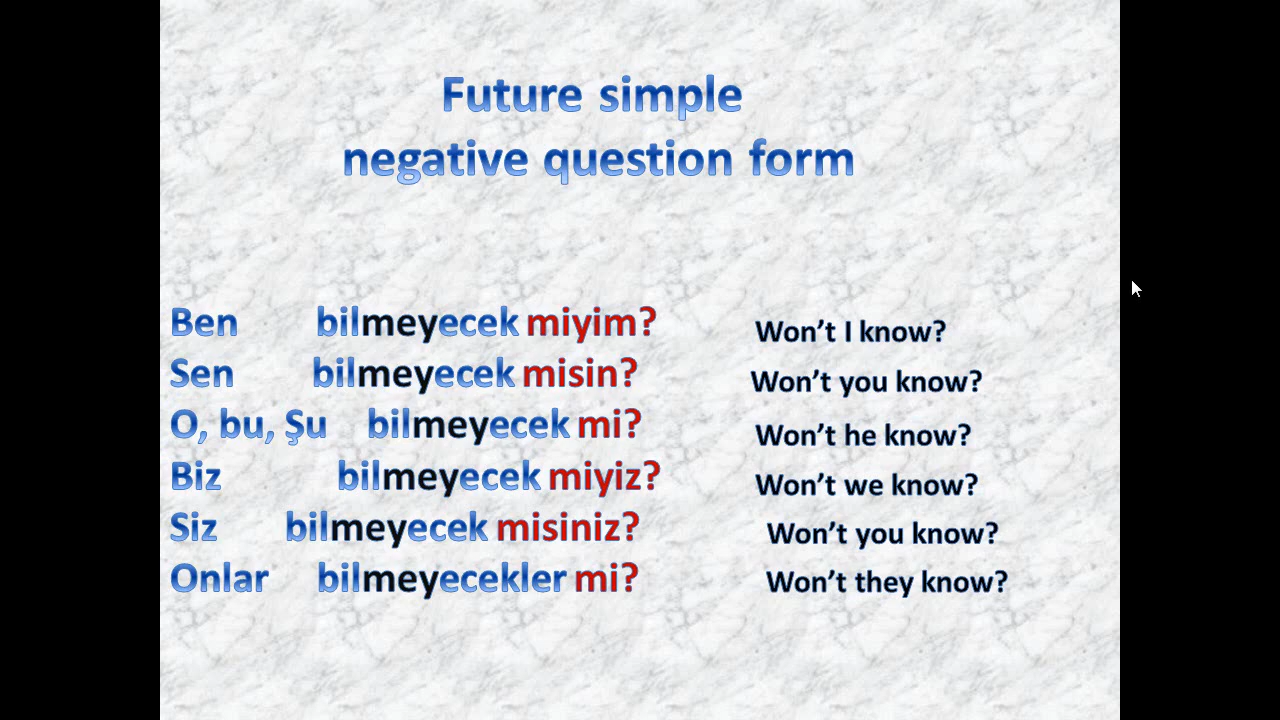 Future simple
negative question form
Ben bilmeyecek miyim? Won't I know?
Sen bilmeyecek misin? Won't you know?
O, bu, Şu bilmeyecek mi? Won't he know?
Biz bilmeyecek miyiz? Won't we know?
Siz bilmeyecek misiniz? Won't you know?
Onlar bilmeyecekler mi? Won't they know?